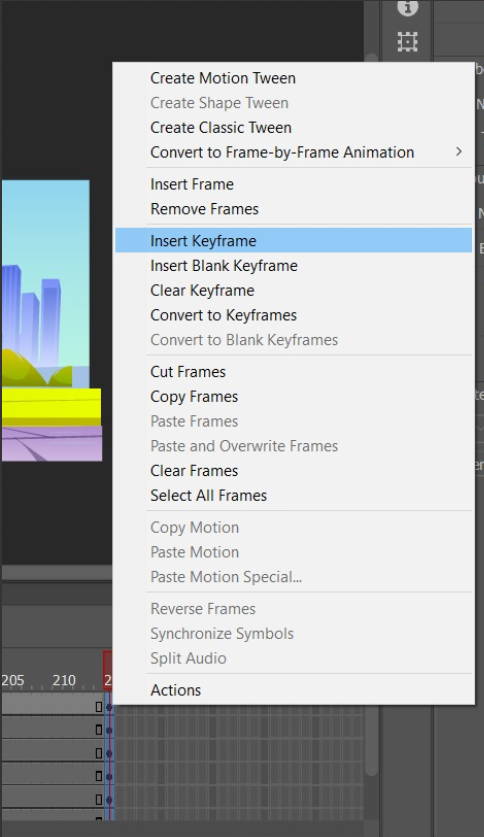 Create Motion Tween
Create Shape Tween
Create Classic Tween
Convert to Frame-by-Frame Animation
Insert Frame
Remove Frames
Insert Keyframe
Insert Blank Keyframe
Clear Keyframe
Convert to Keyframes
Convert to Blank Keyframes
Cut Frames
Copy Frames
Paste Frames
Paste and Overwrite Frames
Clear Frames
Select All Frames
Copy Motion
Paste Motion
Paste Motion Special...
Reverse Frames
Synchronize Symbols
Split Audio
205 210
Actions